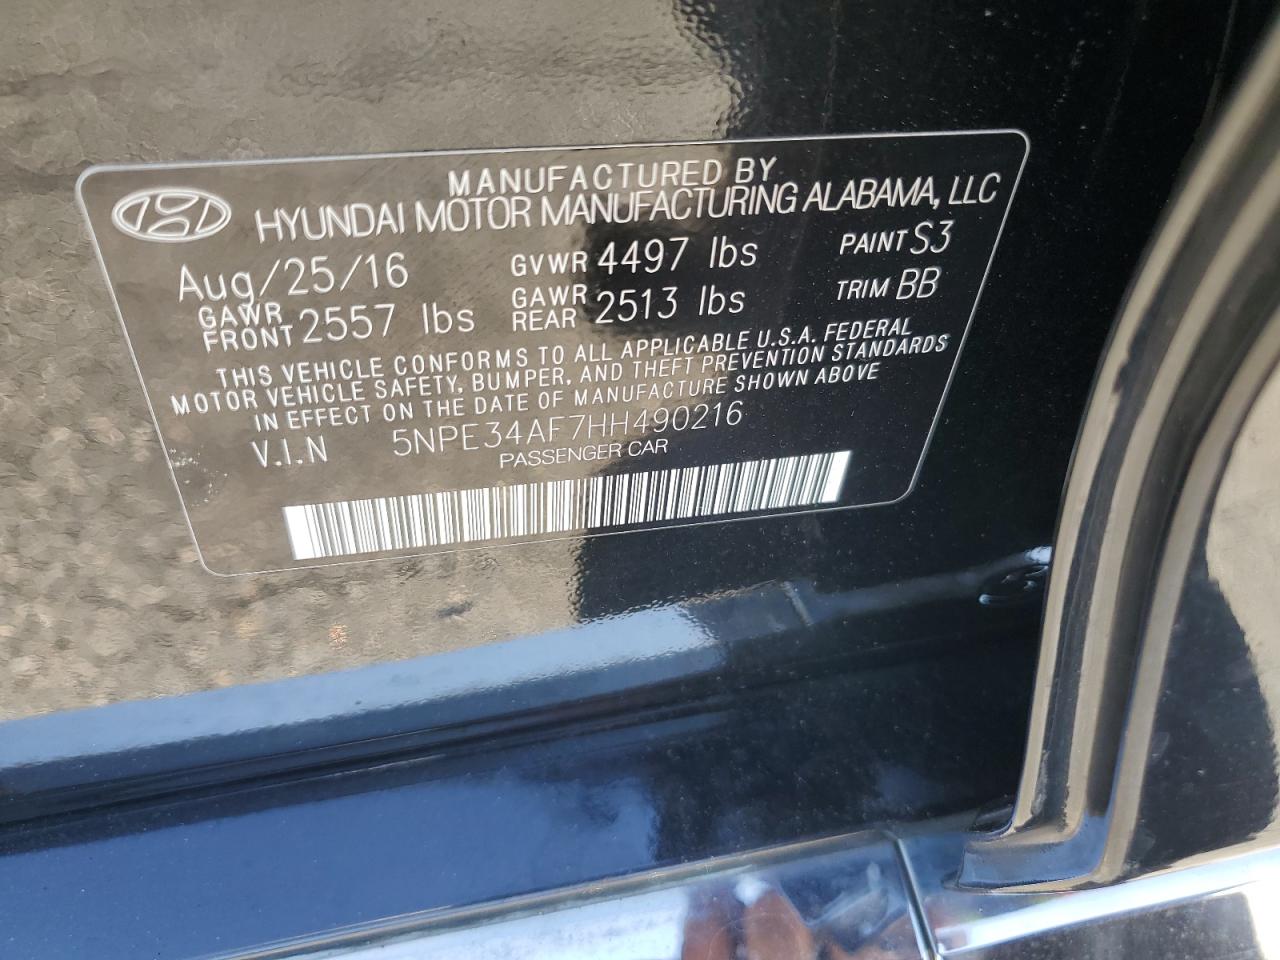 MANUFACTURED BY
HYUNDAI MOTOR MANUFACTURING ALABAMA, LLC
Aug/25/16 GVWR 4497 lbs PAINT S3
GAWR FRONT 2557 lbs GAWR REAR 2513 lbs TRIM BB
THIS VEHICLE CONFORMS TO ALL APPLICABLE U.S.A. FEDERAL
MOTOR VEHICLE SAFETY, BUMPER, AND THEFT PREVENTION STANDARDS
IN EFFECT ON THE DATE OF MANUFACTURE SHOWN ABOVE
V.I.N 5NPE34AF7HH490216
PASSENGER CAR